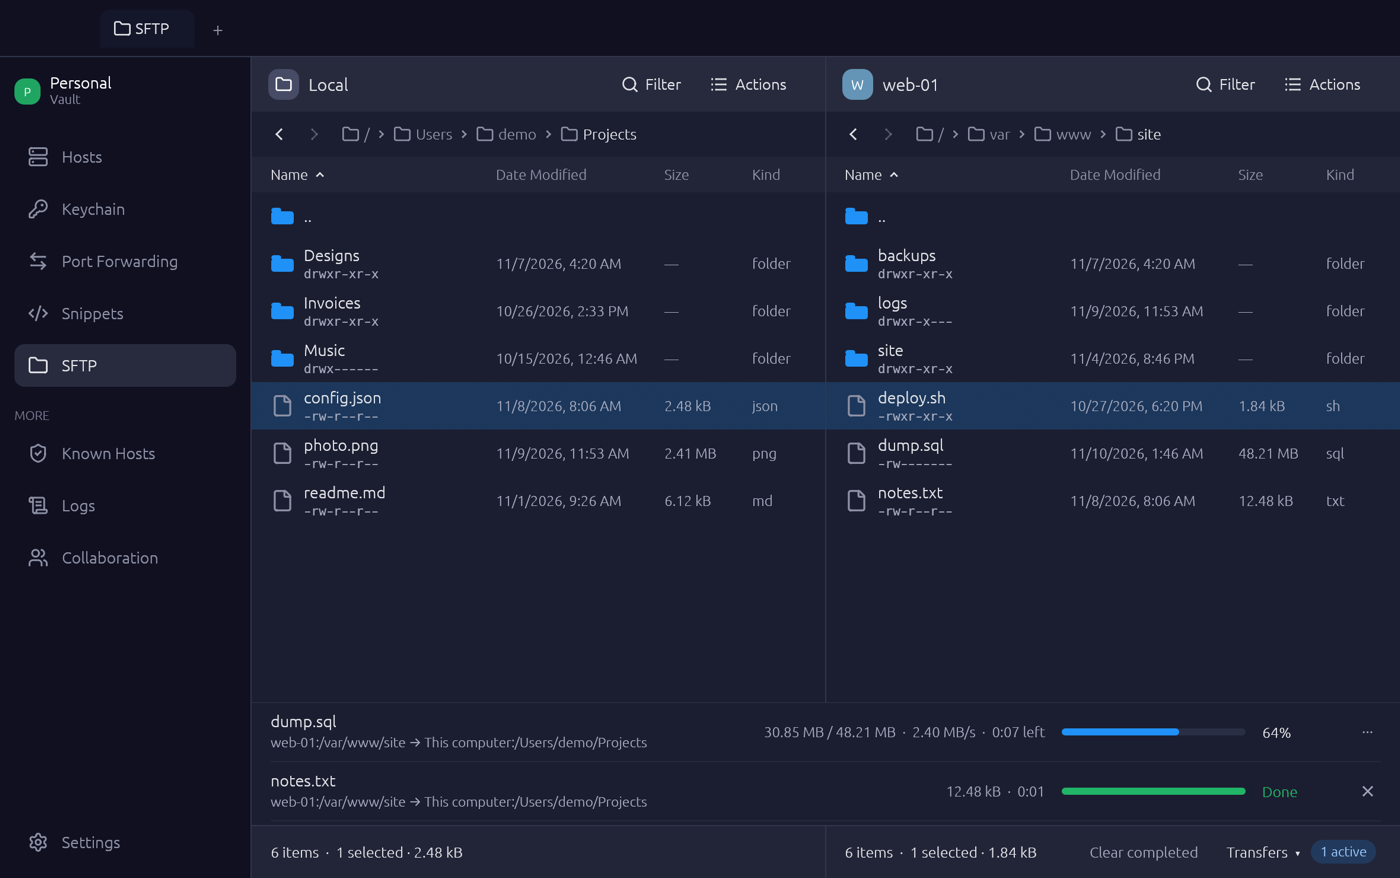 SFTP
+
P
Personal
Vault
Hosts
Keychain
Port Forwarding
Snippets
SFTP
MORE
Known Hosts
Logs
Collaboration
Settings
Local
Filter
Actions
/ › Users › demo › Projects
Name Date Modified Size Kind
..
Designs
drwxr-xr-x
11/7/2026, 4:20 AM — folder
Invoices
drwxr-xr-x
10/26/2026, 2:33 PM — folder
Music
drwx------
10/15/2026, 12:46 AM — folder
config.json
-rw-r--r--
11/8/2026, 8:06 AM 2.48 kB json
photo.png
-rw-r--r--
11/9/2026, 11:53 AM 2.41 MB png
readme.md
-rw-r--r--
11/1/2026, 9:26 AM 6.12 kB md
W
web-01
Filter
Actions
/ › var › www › site
Name Date Modified Size Kind
..
backups
drwxr-xr-x
11/7/2026, 4:20 AM — folder
logs
drwxr-x---
11/9/2026, 11:53 AM — folder
site
drwxr-xr-x
11/4/2026, 8:46 PM — folder
deploy.sh
-rwxr-xr-x
10/27/2026, 6:20 PM 1.84 kB sh
dump.sql
-rw-------
11/10/2026, 1:46 AM 48.21 MB sql
notes.txt
-rw-r--r--
11/8/2026, 8:06 AM 12.48 kB txt
dump.sql
web-01:/var/www/site → This computer:/Users/demo/Projects
30.85 MB / 48.21 MB · 2.40 MB/s · 0:07 left 64% ...
notes.txt
web-01:/var/www/site → This computer:/Users/demo/Projects
12.48 kB · 0:01 Done
6 items · 1 selected · 2.48 kB
6 items · 1 selected · 1.84 kB
Clear completed
Transfers ▾
1 active